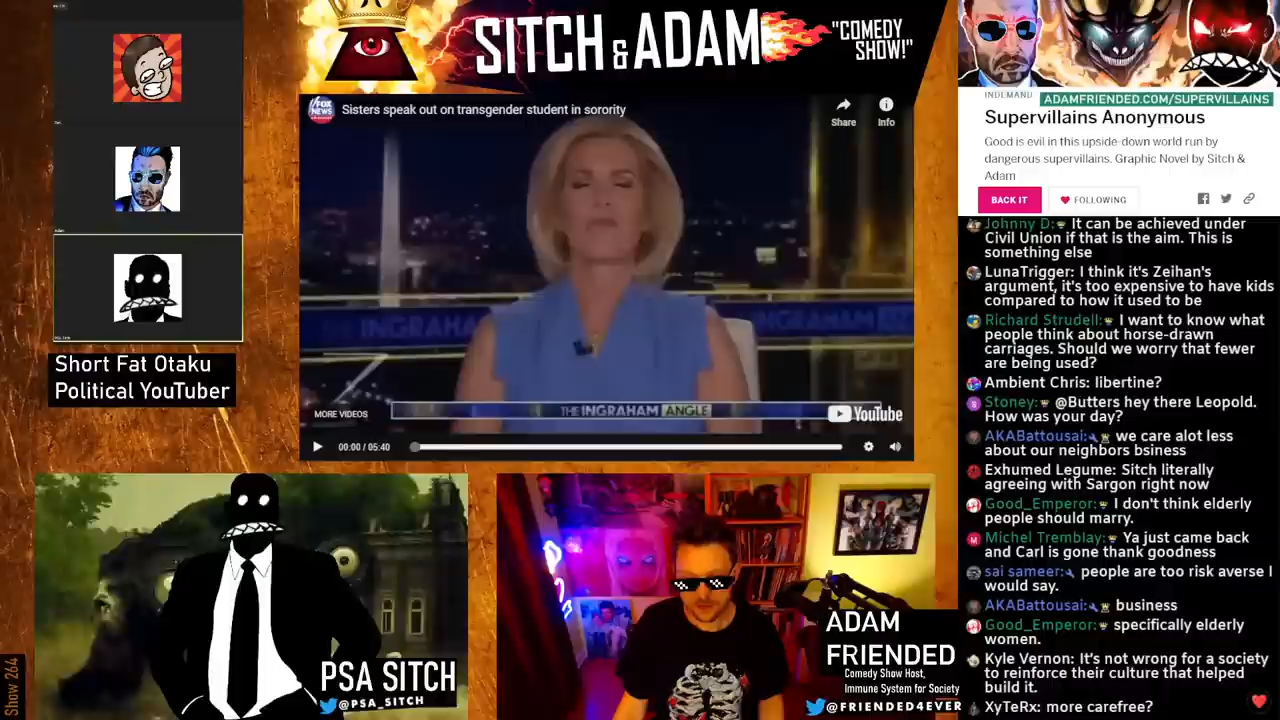 SITCH & ADAM
"COMEDY
SHOW!"
FOX
NEWS
Sisters speak out on transgender student in sorority
Share
Info
INGRAHA
INGRAHAM
MORE VIDEOS
THE INGRAHAM ANGLE
YouTube
00:00 / 05:40
Short Fat Otaku
Political YouTuber
PSA SITCH
@PSA_SITCH
Show 264
ADAM
FRIENDED
Comedy Show Host,
Immune System for Society
@FRIENDED4EVER
INDEMAND
ADAMFRIENDED.COM/SUPERVILLAINS
Supervillains Anonymous
Good is evil in this upside-down world run by
dangerous supervillains. Graphic Novel by Sitch &
Adam
BACK IT
FOLLOWING
Johnny D: It can be achieved under
Civil Union if that is the aim. This is
something else
LunaTrigger: I think it's Zeihan's
argument, it's too expensive to have kids
compared to how it used to be
Richard Strudell: I want to know what
people think about horse-drawn
carriages. Should we worry that fewer
are being used?
Ambient Chris: libertine?
Stoney: @Butters hey there Leopold.
How was your day?
AKABattousai: we care alot less
about our neighbors bsiness
Exhumed Legume: Sitch literally
agreeing with Sargon right now
Good_Emperor: I don't think elderly
people should marry.
Michel Tremblay: Ya just came back
and Carl is gone thank goodness
sai sameer: people are too risk averse I
would say.
AKABattousai: business
Good_Emperor: specifically elderly
women.
Kyle Vernon: It's not wrong for a society
to reinforce their culture that helped
build it.
XyTeRx: more carefree?